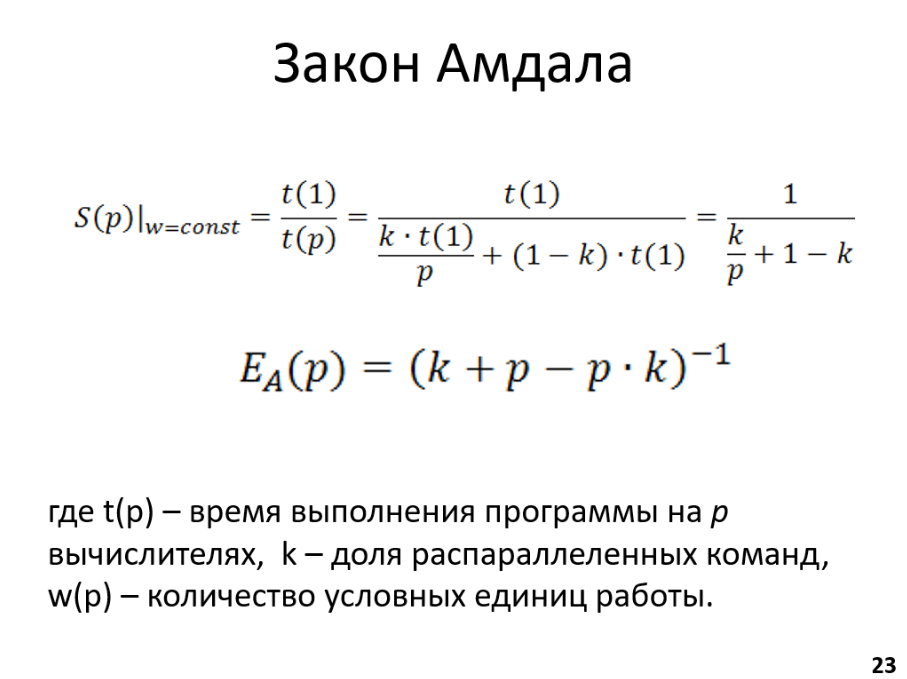 Закон Амдала
S(p)|w=const = t(1)/t(p) = t(1)/(k · t(1)/p + (1 − k) · t(1)) = 1/(k/p + 1 − k)
E_A(p) = (k + p − p · k)^−1
где t(p) – время выполнения программы на p
вычислителях,  k – доля распараллеленных команд,
w(p) – количество условных единиц работы.
23